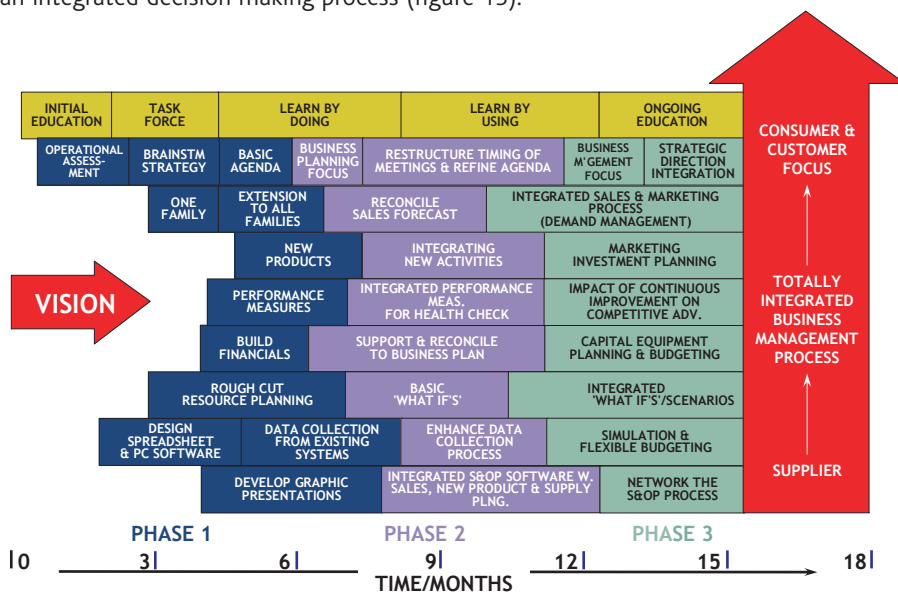 an integrated decision making process (figure 15).
INITIAL
EDUCATION
TASK
FORCE
LEARN BY
DOING
LEARN BY
USING
ONGOING
EDUCATION
OPERATIONAL
ASSESS-
MENT
BRAINSTM
STRATEGY
BASIC
AGENDA
BUSINESS
PLANNING
FOCUS
RESTRUCTURE TIMING OF
MEETINGS & REFINE AGENDA
BUSINESS
M'GEMENT
FOCUS
STRATEGIC
DIRECTION
INTEGRATION
ONE
FAMILY
EXTENSION
TO ALL
FAMILIES
RECONCILE
SALES FORECAST
INTEGRATED SALES & MARKETING
PROCESS
(DEMAND MANAGEMENT)
NEW
PRODUCTS
INTEGRATING
NEW ACTIVITIES
MARKETING
INVESTMENT PLANNING
PERFORMANCE
MEASURES
INTEGRATED PERFORMANCE
MEAS.
FOR HEALTH CHECK
IMPACT OF CONTINUOUS
IMPROVEMENT ON
COMPETITIVE ADV.
BUILD
FINANCIALS
SUPPORT & RECONCILE
TO BUSINESS PLAN
CAPITAL EQUIPMENT
PLANNING & BUDGETING
ROUGH CUT
RESOURCE PLANNING
BASIC
'WHAT IF'S'
INTEGRATED
'WHAT IF'S'/SCENARIOS
DESIGN
SPREADSHEET
& PC SOFTWARE
DATA COLLECTION
FROM EXISTING
SYSTEMS
ENHANCE DATA
COLLECTION
PROCESS
SIMULATION &
FLEXIBLE BUDGETING
DEVELOP GRAPHIC
PRESENTATIONS
INTEGRATED S&OP SOFTWARE W.
SALES, NEW PRODUCT & SUPPLY
PLNG.
NETWORK THE
S&OP PROCESS
VISION
CONSUMER &
CUSTOMER
FOCUS
TOTALLY
INTEGRATED
BUSINESS
MANAGEMENT
PROCESS
SUPPLIER
PHASE 1
PHASE 2
PHASE 3
0
3
6
9
12
15
18
TIME/MONTHS